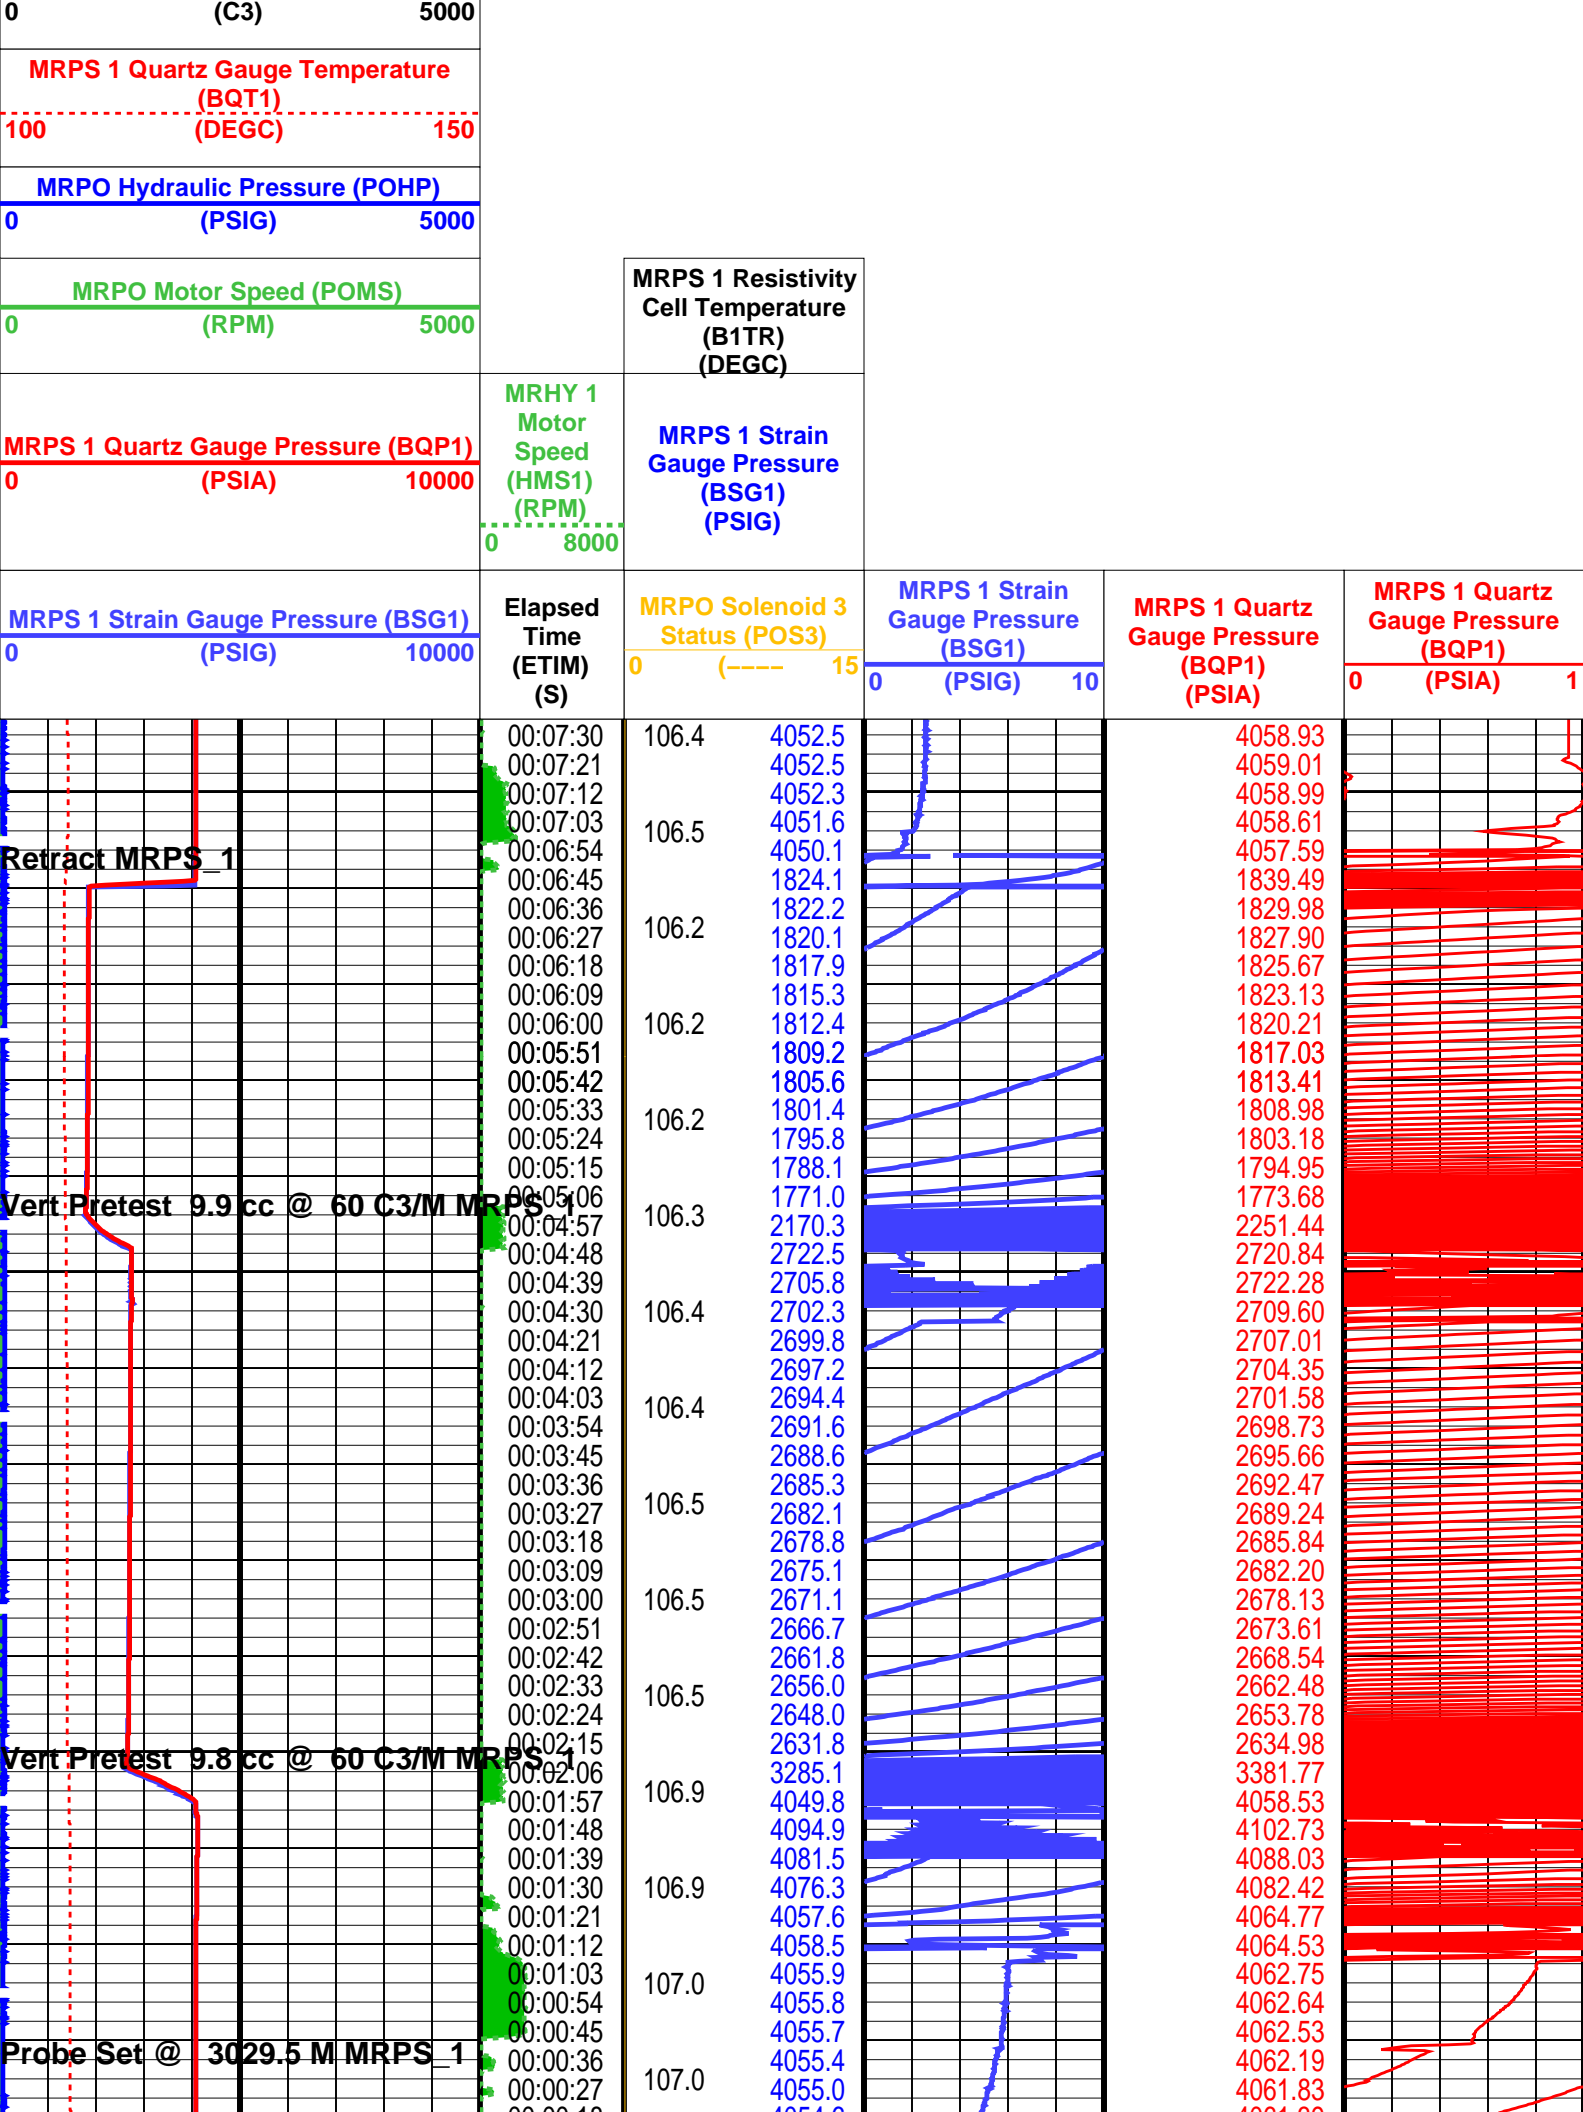 0 (C3) 5000
MRPS 1 Quartz Gauge Temperature
(BQT1)
100 (DEGC) 150
MRPO Hydraulic Pressure (POHP)
0 (PSIG) 5000
MRPO Motor Speed (POMS)
0 (RPM) 5000
MRPS 1 Resistivity
Cell Temperature
(B1TR)
(DEGC)
MRPS 1 Quartz Gauge Pressure (BQP1)
0 (PSIA) 10000
MRHY 1
Motor
Speed
(HMS1)
(RPM)
0 8000
MRPS 1 Strain
Gauge Pressure
(BSG1)
(PSIG)
MRPS 1 Strain Gauge Pressure (BSG1)
0 (PSIG) 10000
Elapsed
Time
(ETIM)
(S)
MRPO Solenoid 3
Status (POS3)
0 (---- 15
MRPS 1 Strain
Gauge Pressure
(BSG1)
0 (PSIG) 10
MRPS 1 Quartz
Gauge Pressure
(BQP1)
(PSIA)
MRPS 1 Quartz
Gauge Pressure
(BQP1)
0 (PSIA) 1
00:07:30 106.4 4052.5 4058.93
00:07:21 4052.5 4059.01
00:07:12 4052.3 4058.99
00:07:03 106.5 4051.6 4058.61
Retract MRPS_1
00:06:54 4050.1 4057.59
00:06:45 1824.1 1839.49
00:06:36 106.2 1822.2 1829.98
00:06:27 1820.1 1827.90
00:06:18 1817.9 1825.67
00:06:09 1815.3 1823.13
00:06:00 106.2 1812.4 1820.21
00:05:51 1809.2 1817.03
00:05:42 1805.6 1813.41
00:05:33 106.2 1801.4 1808.98
00:05:24 1795.8 1803.18
00:05:15 1788.1 1794.95
Vert Pretest 9.9 cc @ 60 C3/M MRPS_1
00:05:06 106.3 1771.0 1773.68
00:04:57 2170.3 2251.44
00:04:48 2722.5 2720.84
00:04:39 2705.8 2722.28
00:04:30 106.4 2702.3 2709.60
00:04:21 2699.8 2707.01
00:04:12 2697.2 2704.35
00:04:03 106.4 2694.4 2701.58
00:03:54 2691.6 2698.73
00:03:45 2688.6 2695.66
00:03:36 106.5 2685.3 2692.47
00:03:27 2682.1 2689.24
00:03:18 2678.8 2685.84
00:03:09 2675.1 2682.20
00:03:00 106.5 2671.1 2678.13
00:02:51 2666.7 2673.61
00:02:42 2661.8 2668.54
00:02:33 106.5 2656.0 2662.48
00:02:24 2648.0 2653.78
00:02:15 2631.8 2634.98
Vert Pretest 9.8 cc @ 60 C3/M MRPS_1
00:02:06 106.9 3285.1 3381.77
00:01:57 4049.8 4058.53
00:01:48 4094.9 4102.73
00:01:39 4081.5 4088.03
00:01:30 106.9 4076.3 4082.42
00:01:21 4057.6 4064.77
00:01:12 4058.5 4064.53
00:01:03 107.0 4055.9 4062.75
00:00:54 4055.8 4062.64
00:00:45 4055.7 4062.53
Probe Set @ 3029.5 M MRPS_1
00:00:36 107.0 4055.4 4062.19
00:00:27 4055.0 4061.83